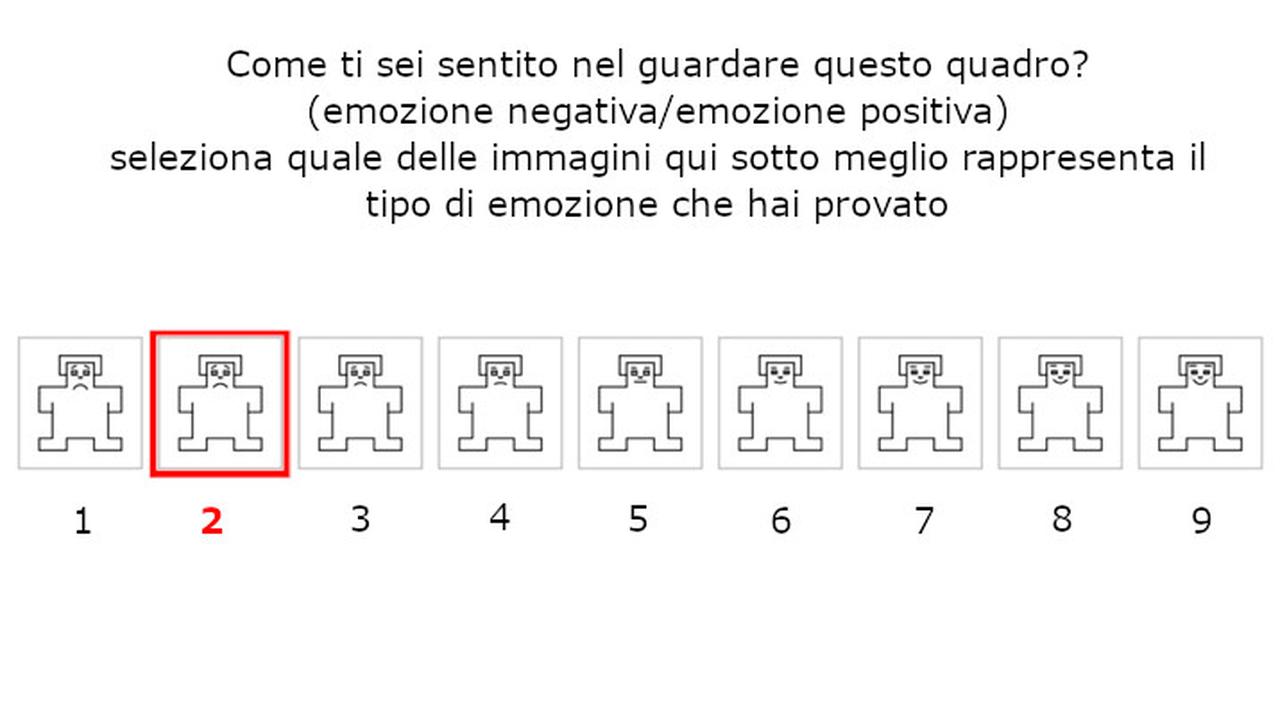 Come ti sei sentito nel guardare questo quadro?
(emozione negativa/emozione positiva)
seleziona quale delle immagini qui sotto meglio rappresenta il
tipo di emozione che hai provato
1 2 3 4 5 6 7 8 9